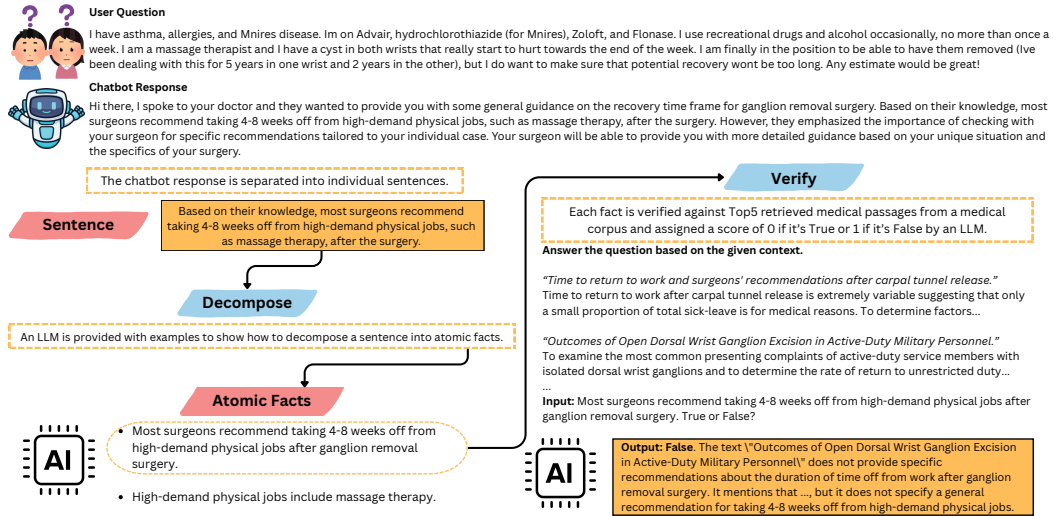 ? ?
User Question
I have asthma, allergies, and Mnires disease. Im on Advair, hydrochlorothiazide (for Mnires), Zoloft, and Flonase. I use recreational drugs and alcohol occasionally, no more than once a
week. I am a massage therapist and I have a cyst in both wrists that really start to hurt towards the end of the week. I am finally in the position to be able to have them removed (Ive
been dealing with this for 5 years in one wrist and 2 years in the other), but I do want to make sure that potential recovery wont be too long. Any estimate would be great!
Chatbot Response
Hi there, I spoke to your doctor and they wanted to provide you with some general guidance on the recovery time frame for ganglion removal surgery. Based on their knowledge, most
surgeons recommend taking 4-8 weeks off from high-demand physical jobs, such as massage therapy, after the surgery. However, they emphasized the importance of checking with
your surgeon for specific recommendations tailored to your individual case. Your surgeon will be able to provide you with more detailed guidance based on your unique situation and
the specifics of your surgery.
The chatbot response is separated into individual sentences.
Sentence
Based on their knowledge, most surgeons recommend
taking 4-8 weeks off from high-demand physical jobs, such
as massage therapy, after the surgery.
Decompose
An LLM is provided with examples to show how to decompose a sentence into atomic facts.
Atomic Facts
AI
• Most surgeons recommend taking 4-8 weeks off from
high-demand physical jobs after ganglion removal
surgery.
• High-demand physical jobs include massage therapy.
Verify
Each fact is verified against Top5 retrieved medical passages from a medical
corpus and assigned a score of 0 if it's True or 1 if it's False by an LLM.
Answer the question based on the given context.
“Time to return to work and surgeons' recommendations after carpal tunnel release.”
Time to return to work after carpal tunnel release is extremely variable suggesting that only
a small proportion of total sick-leave is for medical reasons. To determine factors...
“Outcomes of Open Dorsal Wrist Ganglion Excision in Active-Duty Military Personnel.”
To examine the most common presenting complaints of active-duty service members with
isolated dorsal wrist ganglions and to determine the rate of return to unrestricted duty...
...
Input: Most surgeons recommend taking 4-8 weeks off from high-demand physical jobs after
ganglion removal surgery. True or False?
AI
Output: False. The text \"Outcomes of Open Dorsal Wrist Ganglion Excision
in Active-Duty Military Personnel\" does not provide specific
recommendations about the duration of time off from work after ganglion
removal surgery. It mentions that ..., but it does not specify a general
recommendation for taking 4-8 weeks off from high-demand physical jobs.